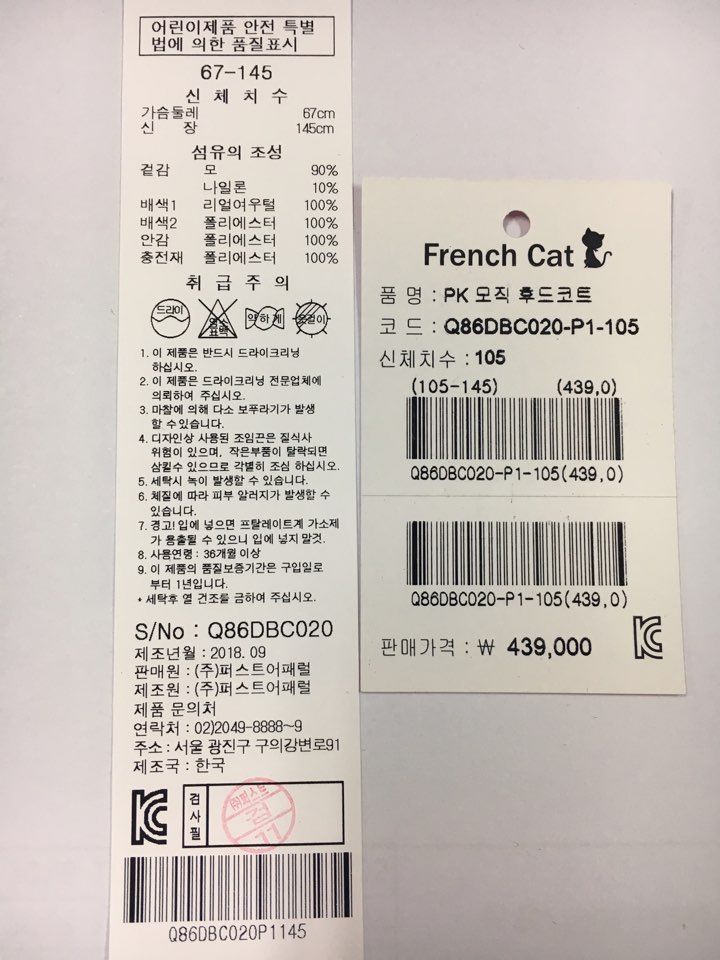 어린이제품 안전 특별
법에 의한 품질표시
67-145
신 체 치 수
가슴둘레 67cm
신 장 145cm
섬유의 조성
겉감 모 90%
나일론 10%
배색1 리얼여우털 100%
배색2 폴리에스터 100%
안감 폴리에스터 100%
충전재 폴리에스터 100%
취 급 주 의
드라이 염소 표백 약하게 옷걸이
1. 이 제품은 반드시 드라이크리닝
하십시오.
2. 이 제품은 드라이크리닝 전문업체에
의뢰하여 주십시오.
3. 마찰에 의해 다소 보푸라기가 발생
할 수있습니다.
4. 디자인상 사용된 조임끈은 질식사
위험이 있으며, 작은부품이 탈락되면
삼킬수 있으므로 각별히 조심 하십시오.
5. 세탁시 녹이 발생할 수 있습니다.
6. 체질에 따라 피부 알러지가 발생할 수
있습니다.
7. 경고! 입에 넣으면 프탈레이트계 가소제
가 용출될 수 있으니 입에 넣지 말것.
8. 사용연령 : 36개월 이상
9. 이 제품의 품질보증기간은 구입일로
부터 1년입니다.
* 세탁후 열 건조를 금하여 주십시오.
S/No : Q86DBC020
제조년월 : 2018. 09
판매원 : (주)퍼스트어패럴
제조원 : (주)퍼스트어패럴
제품 문의처
연락처 : 02)2049-8888~9
주소 : 서울 광진구 구의강변로91
제조국 : 한국
KC 검사필 (주)퍼스트 검 11
Q86DBC020P1145
French Cat
품 명 : PK 모직 후드코트
코 드 : Q86DBC020-P1-105
신체치수 : 105
(105-145) (439,0)
Q86DBC020-P1-105(439,0)
Q86DBC020-P1-105(439,0)
판매가격 : ₩ 439,000 KC